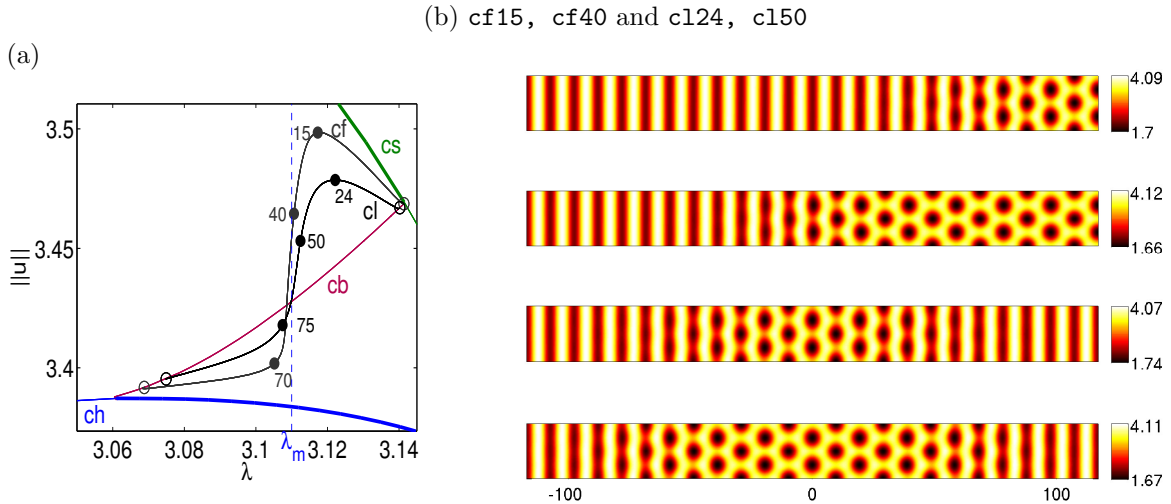 (b) cf15, cf40 and cl24, cl50
(a)
||u||
3.5
3.45
3.4
15
cf
cs
24
40
cl
50
cb
75
70
ch
3.06
3.08
3.1
λm
3.12
3.14
λ
4.09
1.7
4.12
1.66
4.07
1.74
4.11
1.67
-100
0
100